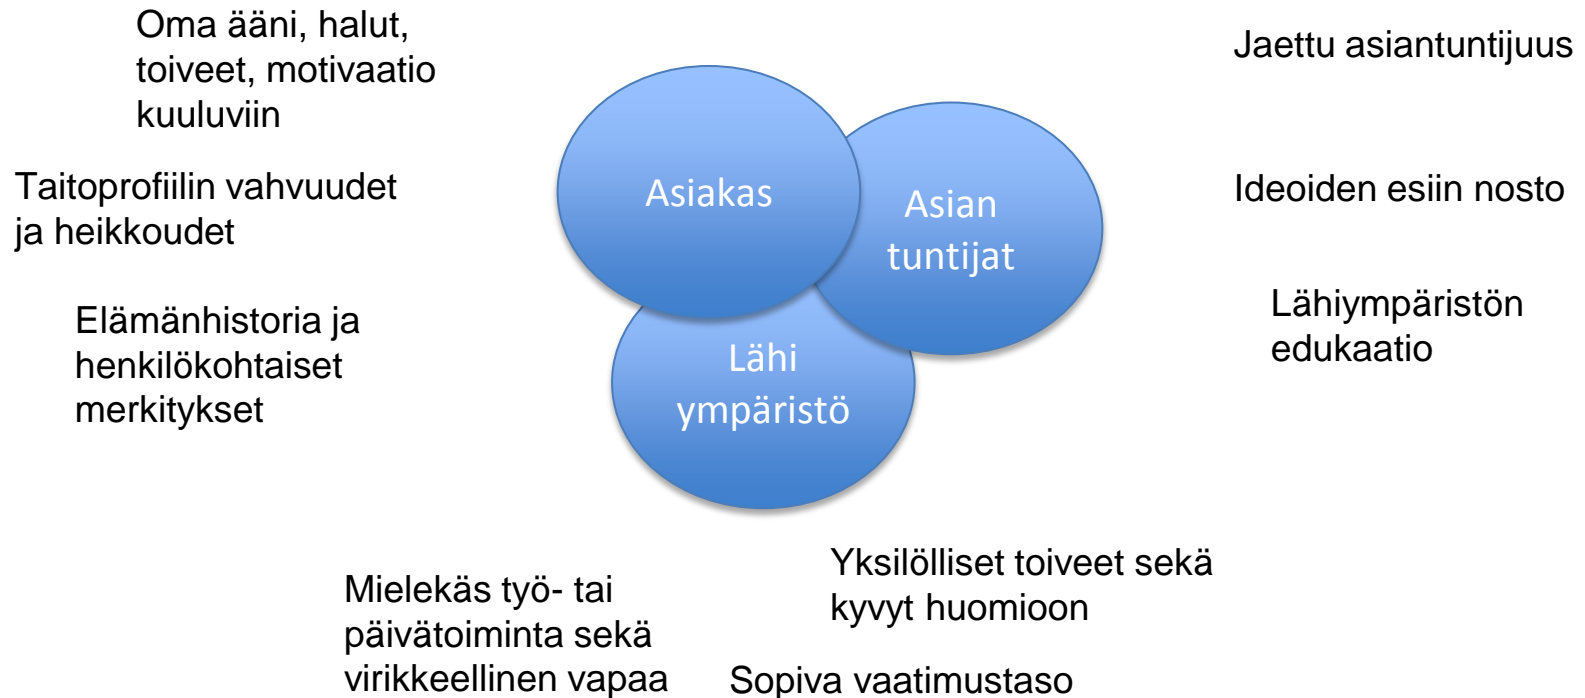 Oma ääni, halut,
toiveet, motivaatio
kuuluviin
Taitoprofiilin vahvuudet
ja heikkoudet
Elämänhistoria ja
henkilökohtaiset
merkitykset
Asiakas
Asian
tuntijat
Lähi
ympäristö
Jaettu asiantuntijuus
Ideoiden esiin nosto
Lähiympäristön
edukaatio
Mielekäs työ- tai
päivätoiminta sekä
virikkeellinen vapaa
Yksilölliset toiveet sekä
kyvyt huomioon
Sopiva vaatimustaso